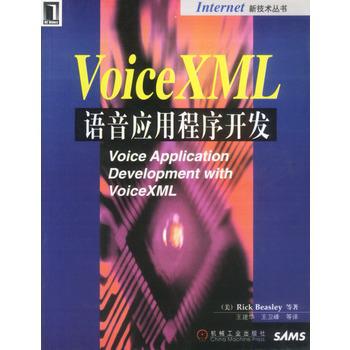 Internet 新技术丛书
VoiceXML
语音应用程序开发
Voice Application
Development with
VoiceXML
(美) Rick Beasley 等著
王建华 王卫峰 等译
机械工业出版社
China Machine Press
SAMS